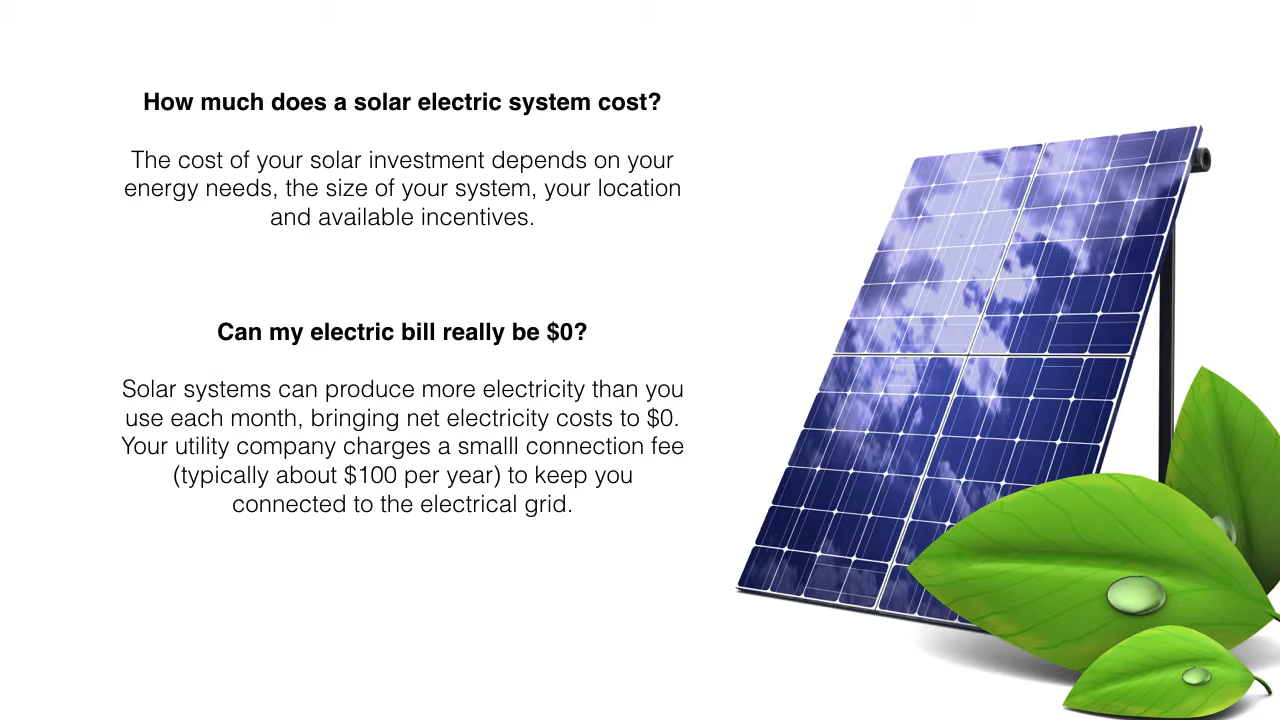 How much does a solar electric system cost?
The cost of your solar investment depends on your
energy needs, the size of your system, your location
and available incentives.
Can my electric bill really be $0?
Solar systems can produce more electricity than you
use each month, bringing net electricity costs to $0.
Your utility company charges a smalll connection fee
(typically about $100 per year) to keep you
connected to the electrical grid.